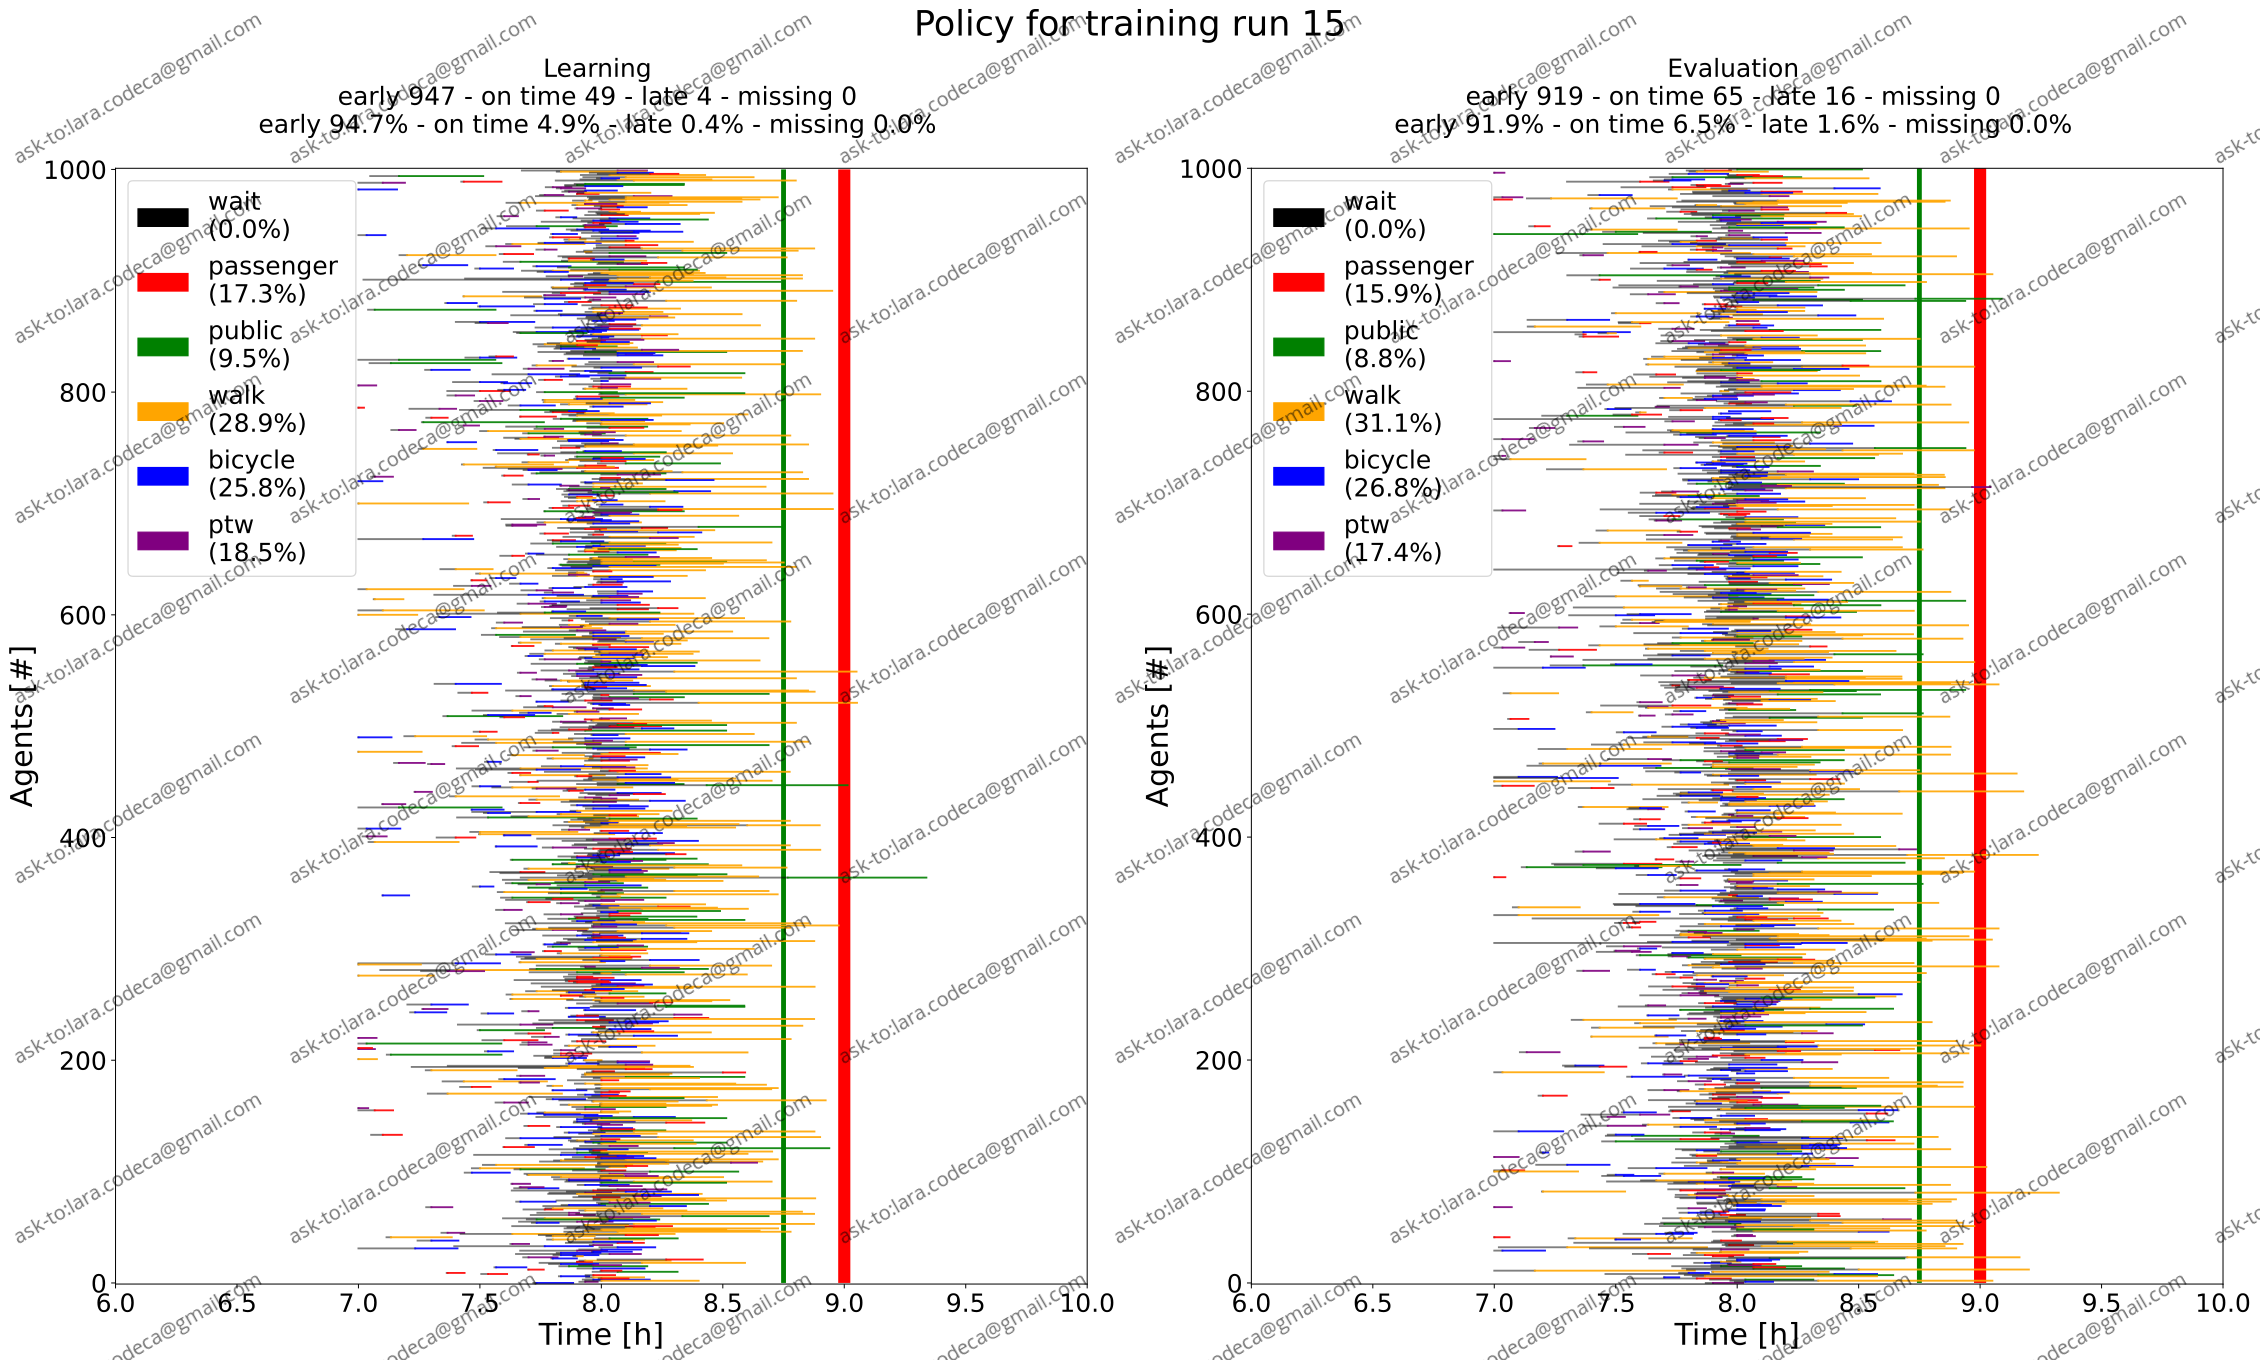 Policy for training run 15
Learning
early 947 - on time 49 - late 4 - missing 0
early 94.7% - on time 4.9% - late 0.4% - missing 0.0%
1000
800
600
400
200
0
Agents [#]
wait
(0.0%)
passenger
(17.3%)
public
(9.5%)
walk
(28.9%)
bicycle
(25.8%)
ptw
(18.5%)
6.0 6.5 7.0 7.5 8.0 8.5 9.0 9.5 10.0
Time [h]
Evaluation
early 919 - on time 65 - late 16 - missing 0
early 91.9% - on time 6.5% - late 1.6% - missing 0.0%
1000
800
600
400
200
0
Agents [#]
wait
(0.0%)
passenger
(15.9%)
public
(8.8%)
walk
(31.1%)
bicycle
(26.8%)
ptw
(17.4%)
6.0 6.5 7.0 7.5 8.0 8.5 9.0 9.5 10.0
Time [h]
ask-to:lara.codeca@gmail.com